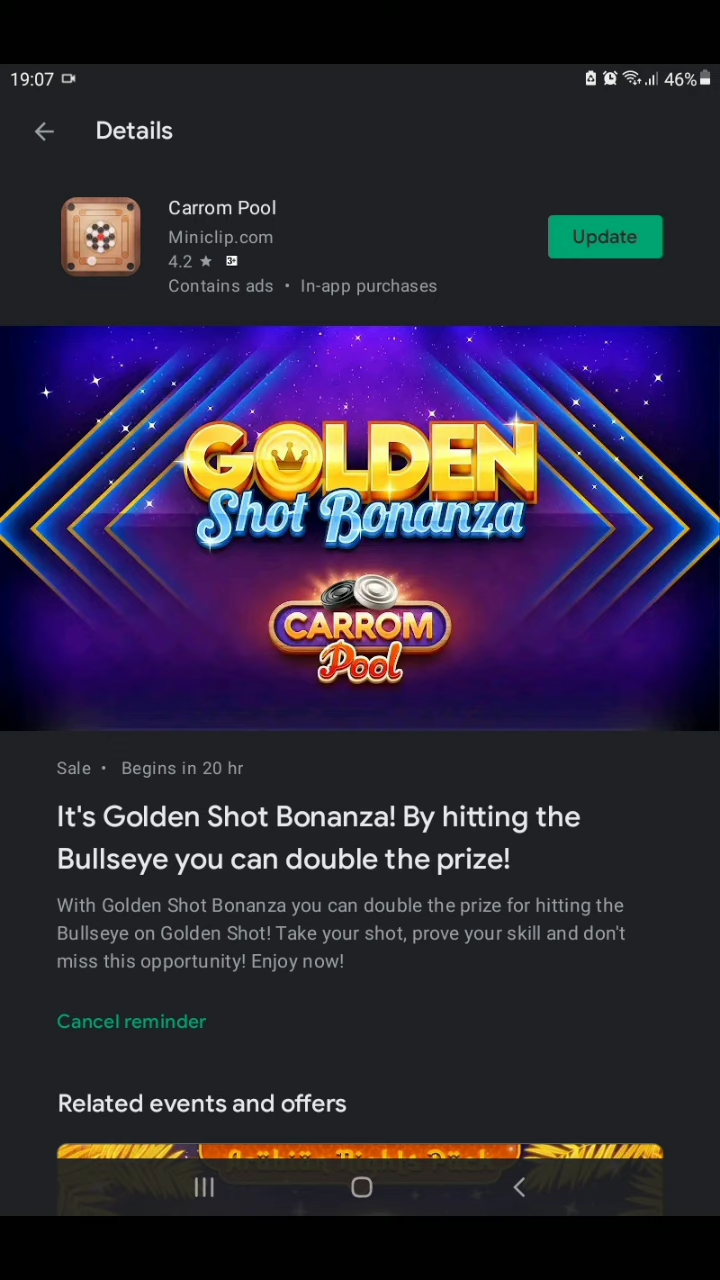 19:07
46%
Details
Carrom Pool
Miniclip.com
4.2 ★ 3+
Contains ads • In-app purchases
Update
GOLDEN
Shot Bonanza
CARROM
Pool
Sale • Begins in 20 hr
It's Golden Shot Bonanza! By hitting the
Bullseye you can double the prize!
With Golden Shot Bonanza you can double the prize for hitting the
Bullseye on Golden Shot! Take your shot, prove your skill and don't
miss this opportunity! Enjoy now!
Cancel reminder
Related events and offers